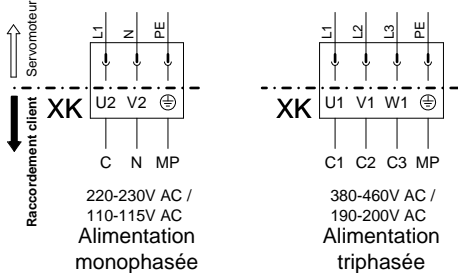 Servomoteur
Raccordement client
L1 N PE
XK U2 V2
C N MP
220-230V AC /
110-115V AC
Alimentation
monophasée
L1 L2 L3 PE
XK U1 V1 W1
C1 C2 C3 MP
380-460V AC /
190-200V AC
Alimentation
triphasée